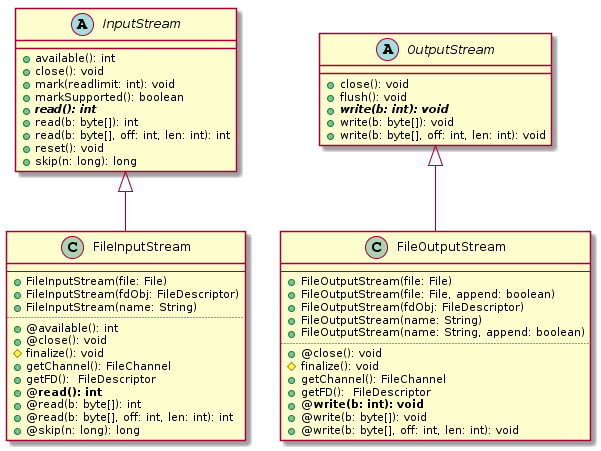 A InputStream
available(): int
close(): void
mark(readlimit: int): void
markSupported(): boolean
read(): int
read(b: byte[]): int
read(b: byte[], off: int, len: int): int
reset(): void
skip(n: long): long
A OutputStream
close(): void
flush(): void
write(b: int): void
write(b: byte[]): void
write(b: byte[], off: int, len: int): void
C FileInputStream
FileInputStream(file: File)
FileInputStream(fdObj: FileDescriptor)
FileInputStream(name: String)
@available(): int
@close(): void
finalize(): void
getChannel(): FileChannel
getFD():  FileDescriptor
@read(): int
@read(b: byte[]): int
@read(b: byte[], off: int, len: int): int
@skip(n: long): long
C FileOutputStream
FileOutputStream(file: File)
FileOutputStream(file: File, append: boolean)
FileOutputStream(fdObj: FileDescriptor)
FileOutputStream(name: String)
FileOutputStream(name: String, append: boolean)
@close(): void
finalize(): void
getChannel(): FileChannel
getFD():  FileDescriptor
@write(b: int): void
@write(b: byte[]): void
@write(b: byte[], off: int, len: int): void